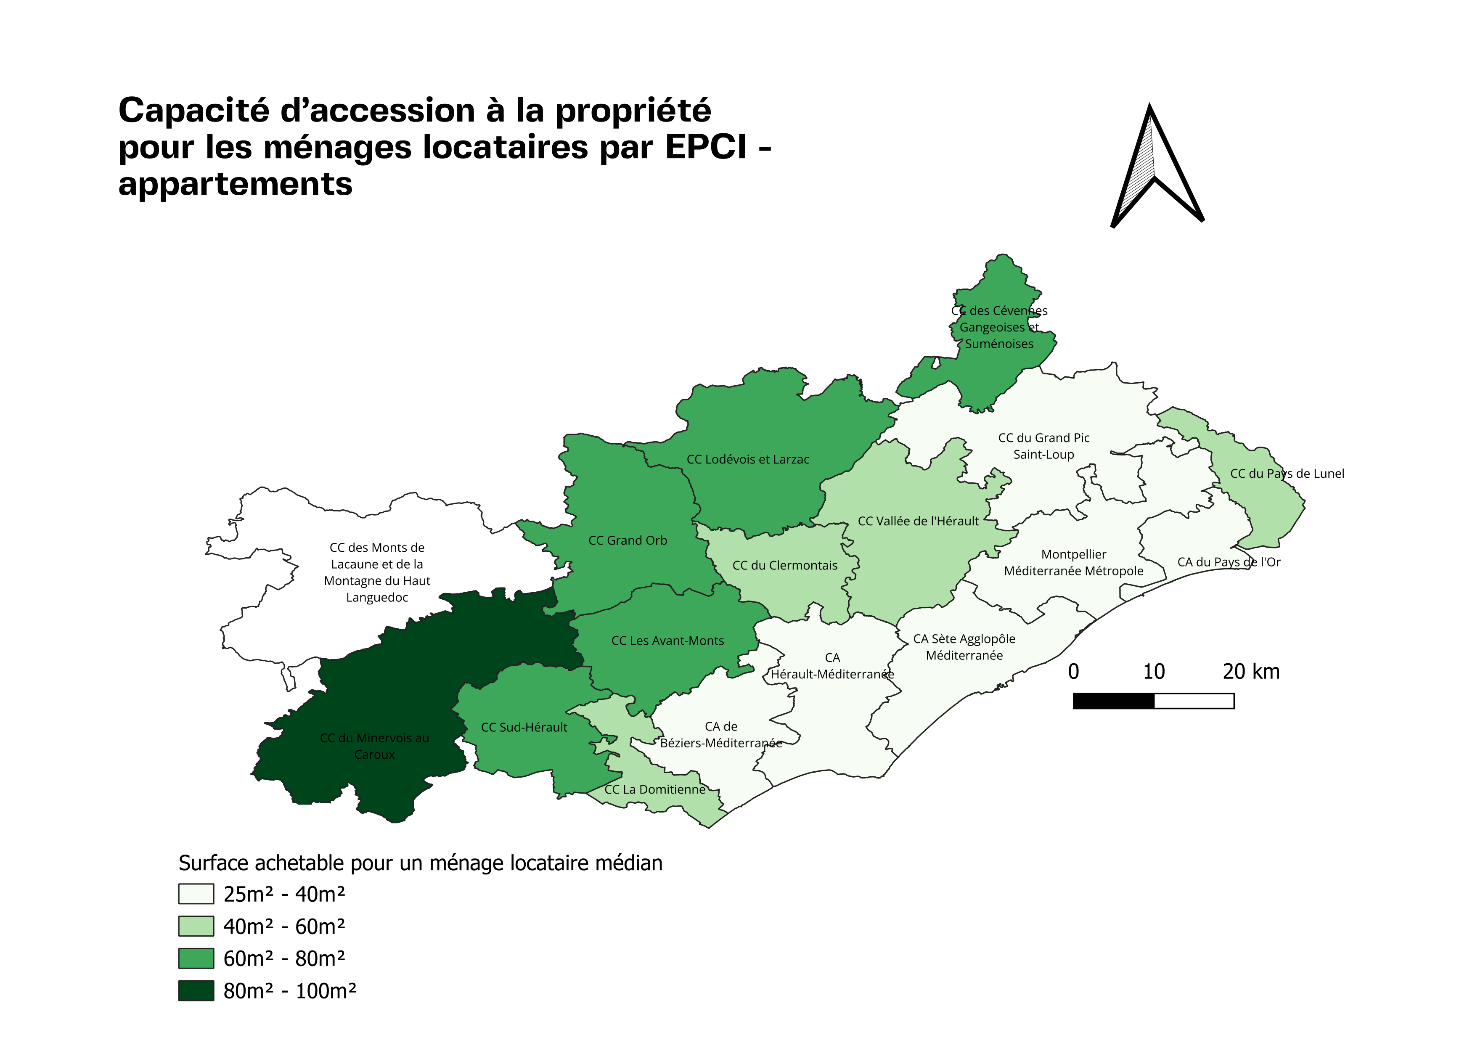 Capacité d'accession à la propriété
pour les ménages locataires par EPCI -
appartements
CC des Cévennes
Gangeoises et
Suménoises
CC du Grand Pic
Saint-Loup
CC Lodévois et Larzac
CC du Pays de Lunel
CC Vallée de l'Hérault
CC Grand Orb
CC des Monts de
Lacaune et de la
Montagne du Haut
Languedoc
Montpellier
Méditerranée Métropole
CA du Pays de l'Or
CC du Clermontais
CC Les Avant-Monts
CA Sète Agglopôle
Méditerranée
CA
Hérault-Méditerranée
0 10 20 km
CC Sud-Hérault
CA de
Béziers-Méditerranée
CC du Minervois au
Caroux
CC La Domitienne
Surface achetable pour un ménage locataire médian
25m² - 40m²
40m² - 60m²
60m² - 80m²
80m² - 100m²